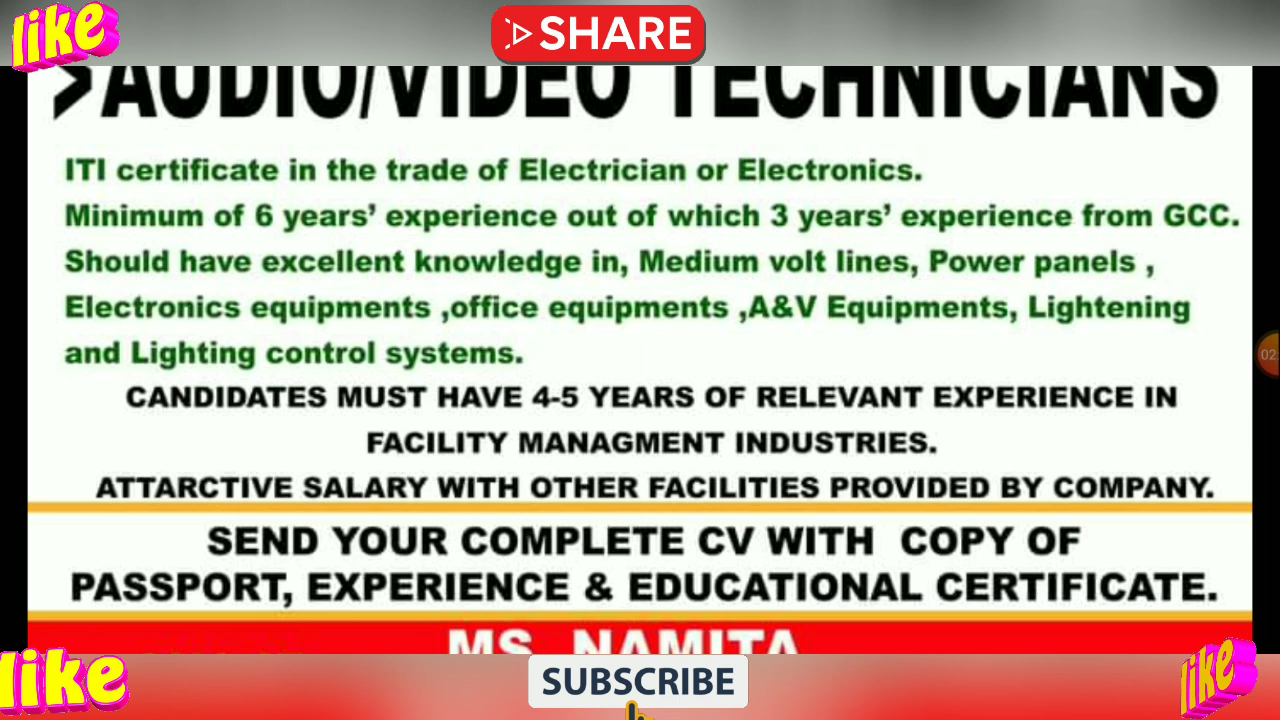 like
SHARE
>AUDIO/VIDEO TECHNICIANS
ITI certificate in the trade of Electrician or Electronics.
Minimum of 6 years’ experience out of which 3 years’ experience from GCC.
Should have excellent knowledge in, Medium volt lines, Power panels ,
Electronics equipments ,office equipments ,A&V Equipments, Lightening
and Lighting control systems.
02
CANDIDATES MUST HAVE 4-5 YEARS OF RELEVANT EXPERIENCE IN
FACILITY MANAGMENT INDUSTRIES.
ATTARCTIVE SALARY WITH OTHER FACILITIES PROVIDED BY COMPANY.
SEND YOUR COMPLETE CV WITH COPY OF
PASSPORT, EXPERIENCE & EDUCATIONAL CERTIFICATE.
MS. NAMITA
like
SUBSCRIBE
like